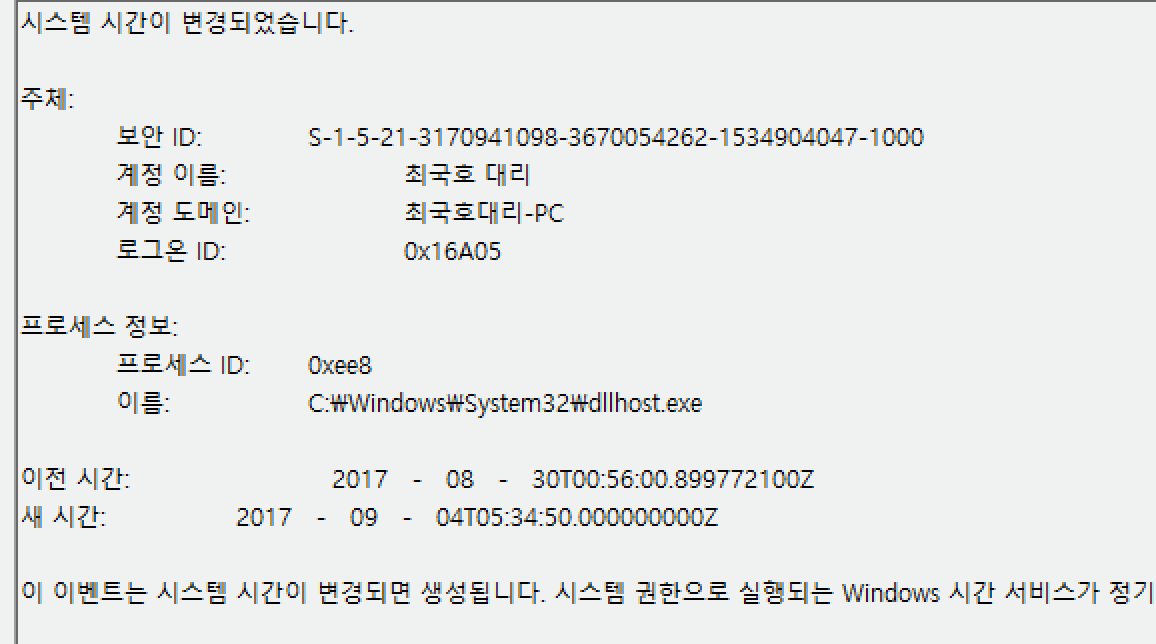 시스템 시간이 변경되었습니다.
주체:
보안 ID: S-1-5-21-3170941098-3670054262-1534904047-1000
계정 이름: 최국호 대리
계정 도메인: 최국호대리-PC
로그온 ID: 0x16A05
프로세스 정보:
프로세스 ID: 0xee8
이름: C:₩Windows₩System32₩dllhost.exe
이전 시간: 2017 - 08 - 30T00:56:00.899772100Z
새 시간: 2017 - 09 - 04T05:34:50.000000000Z
이 이벤트는 시스템 시간이 변경되면 생성됩니다. 시스템 권한으로 실행되는 Windows 시간 서비스가 정기